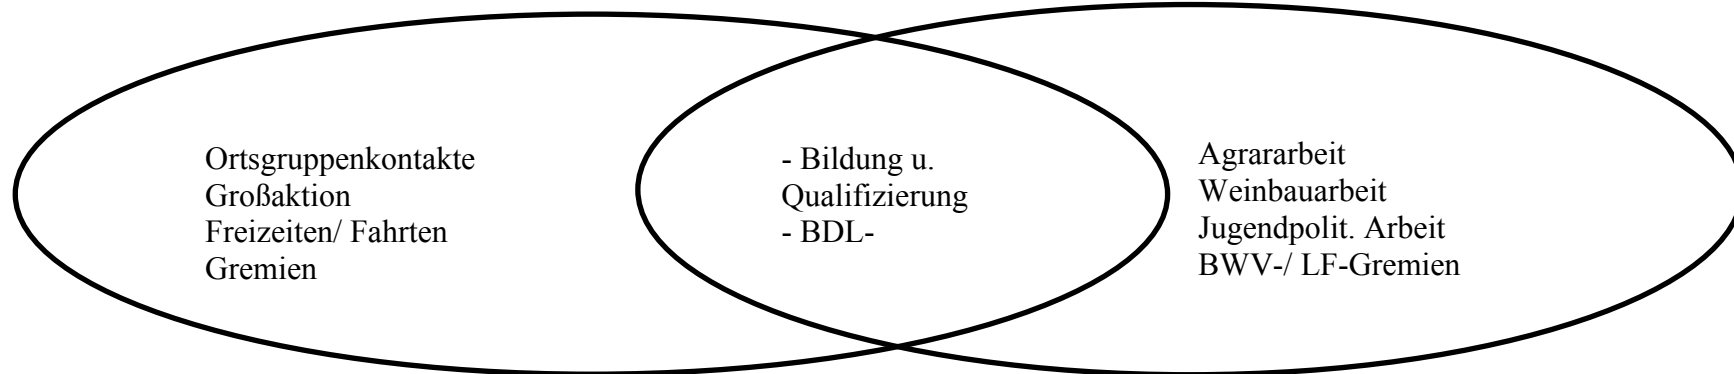 Ortsgruppenkontakte
Großaktion
Freizeiten/ Fahrten
Gremien
- Bildung u.
Qualifizierung
- BDL-
Agrararbeit
Weinbauarbeit
Jugendpolit. Arbeit
BWV-/ LF-Gremien